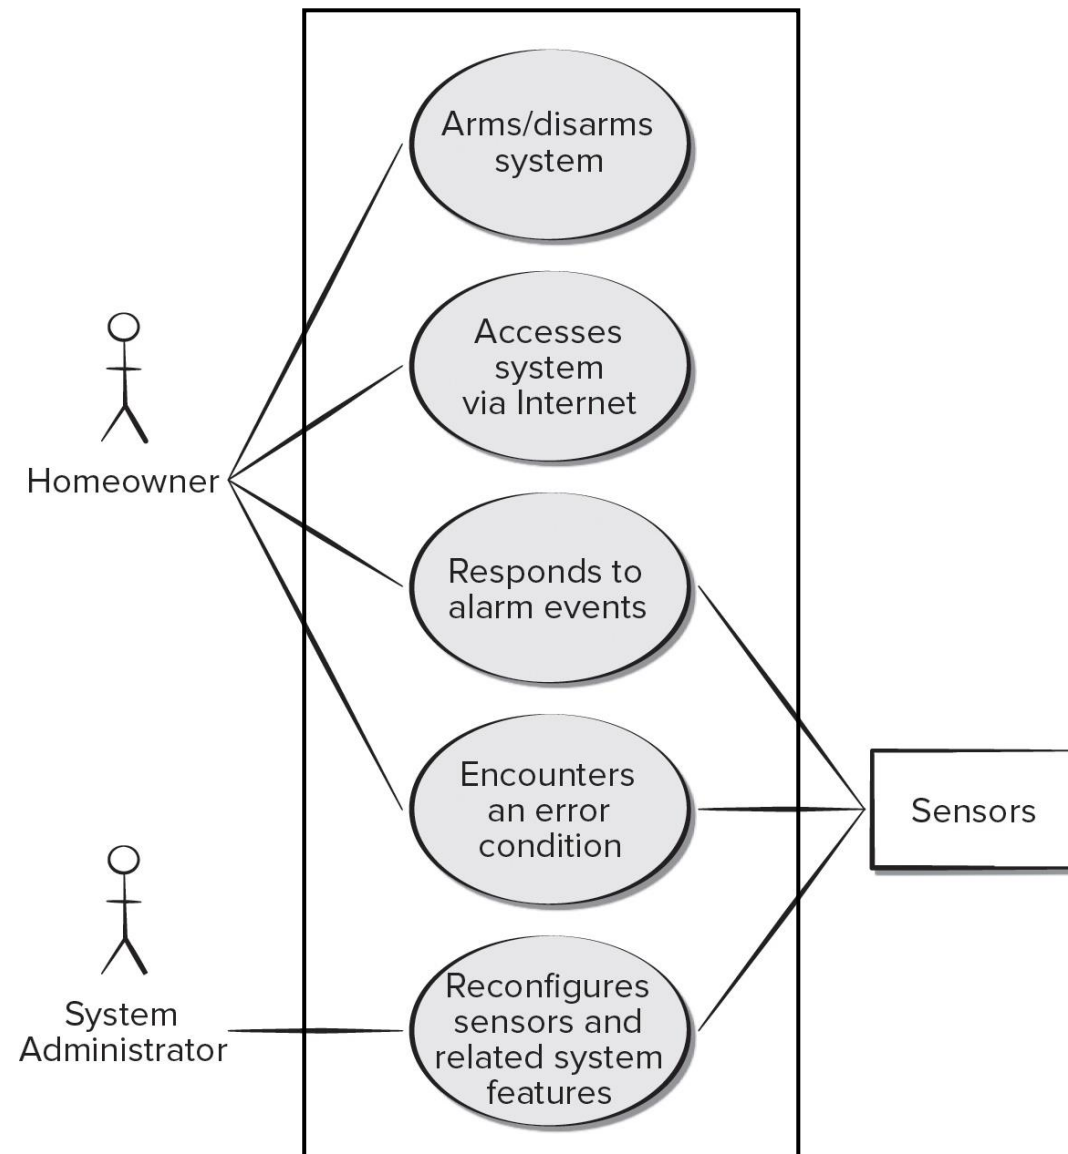 Arms/disarms
system
Accesses
system
via Internet
Homeowner
Responds to
alarm events
Encounters
an error
condition
Sensors
System
Administrator
Reconfigures
sensors and
related system
features